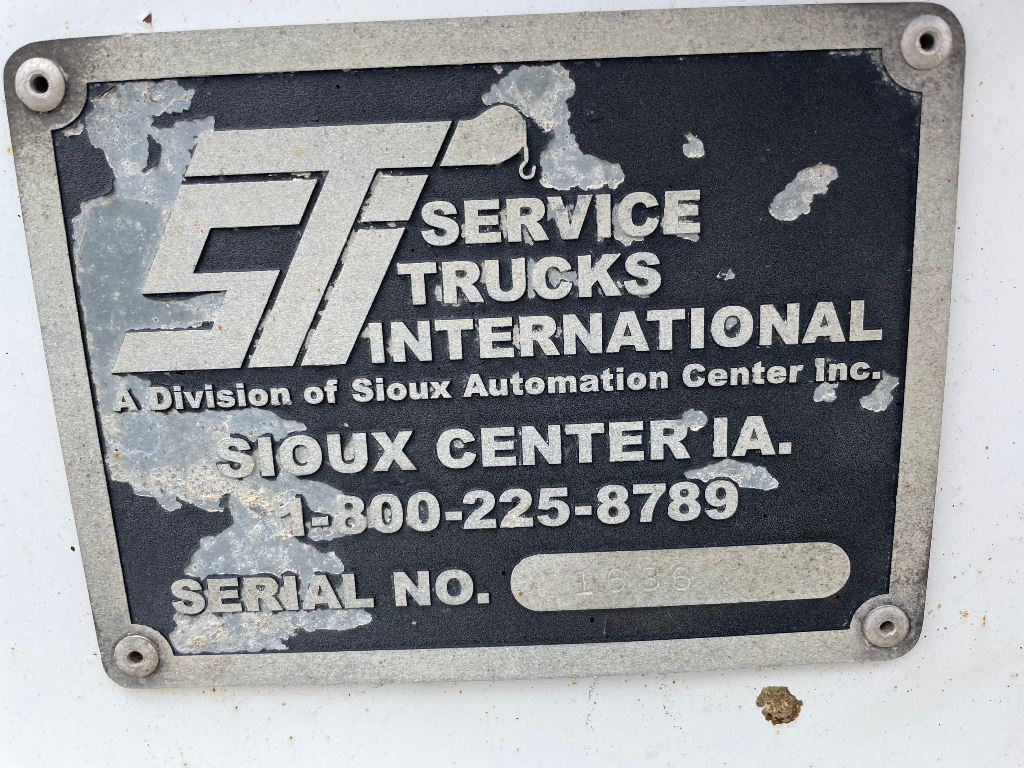 STI
SERVICE
TRUCKS
INTERNATIONAL
A Division of Sioux Automation Center Inc.
SIOUX CENTER IA.
1-800-225-8789
SERIAL NO. 1636